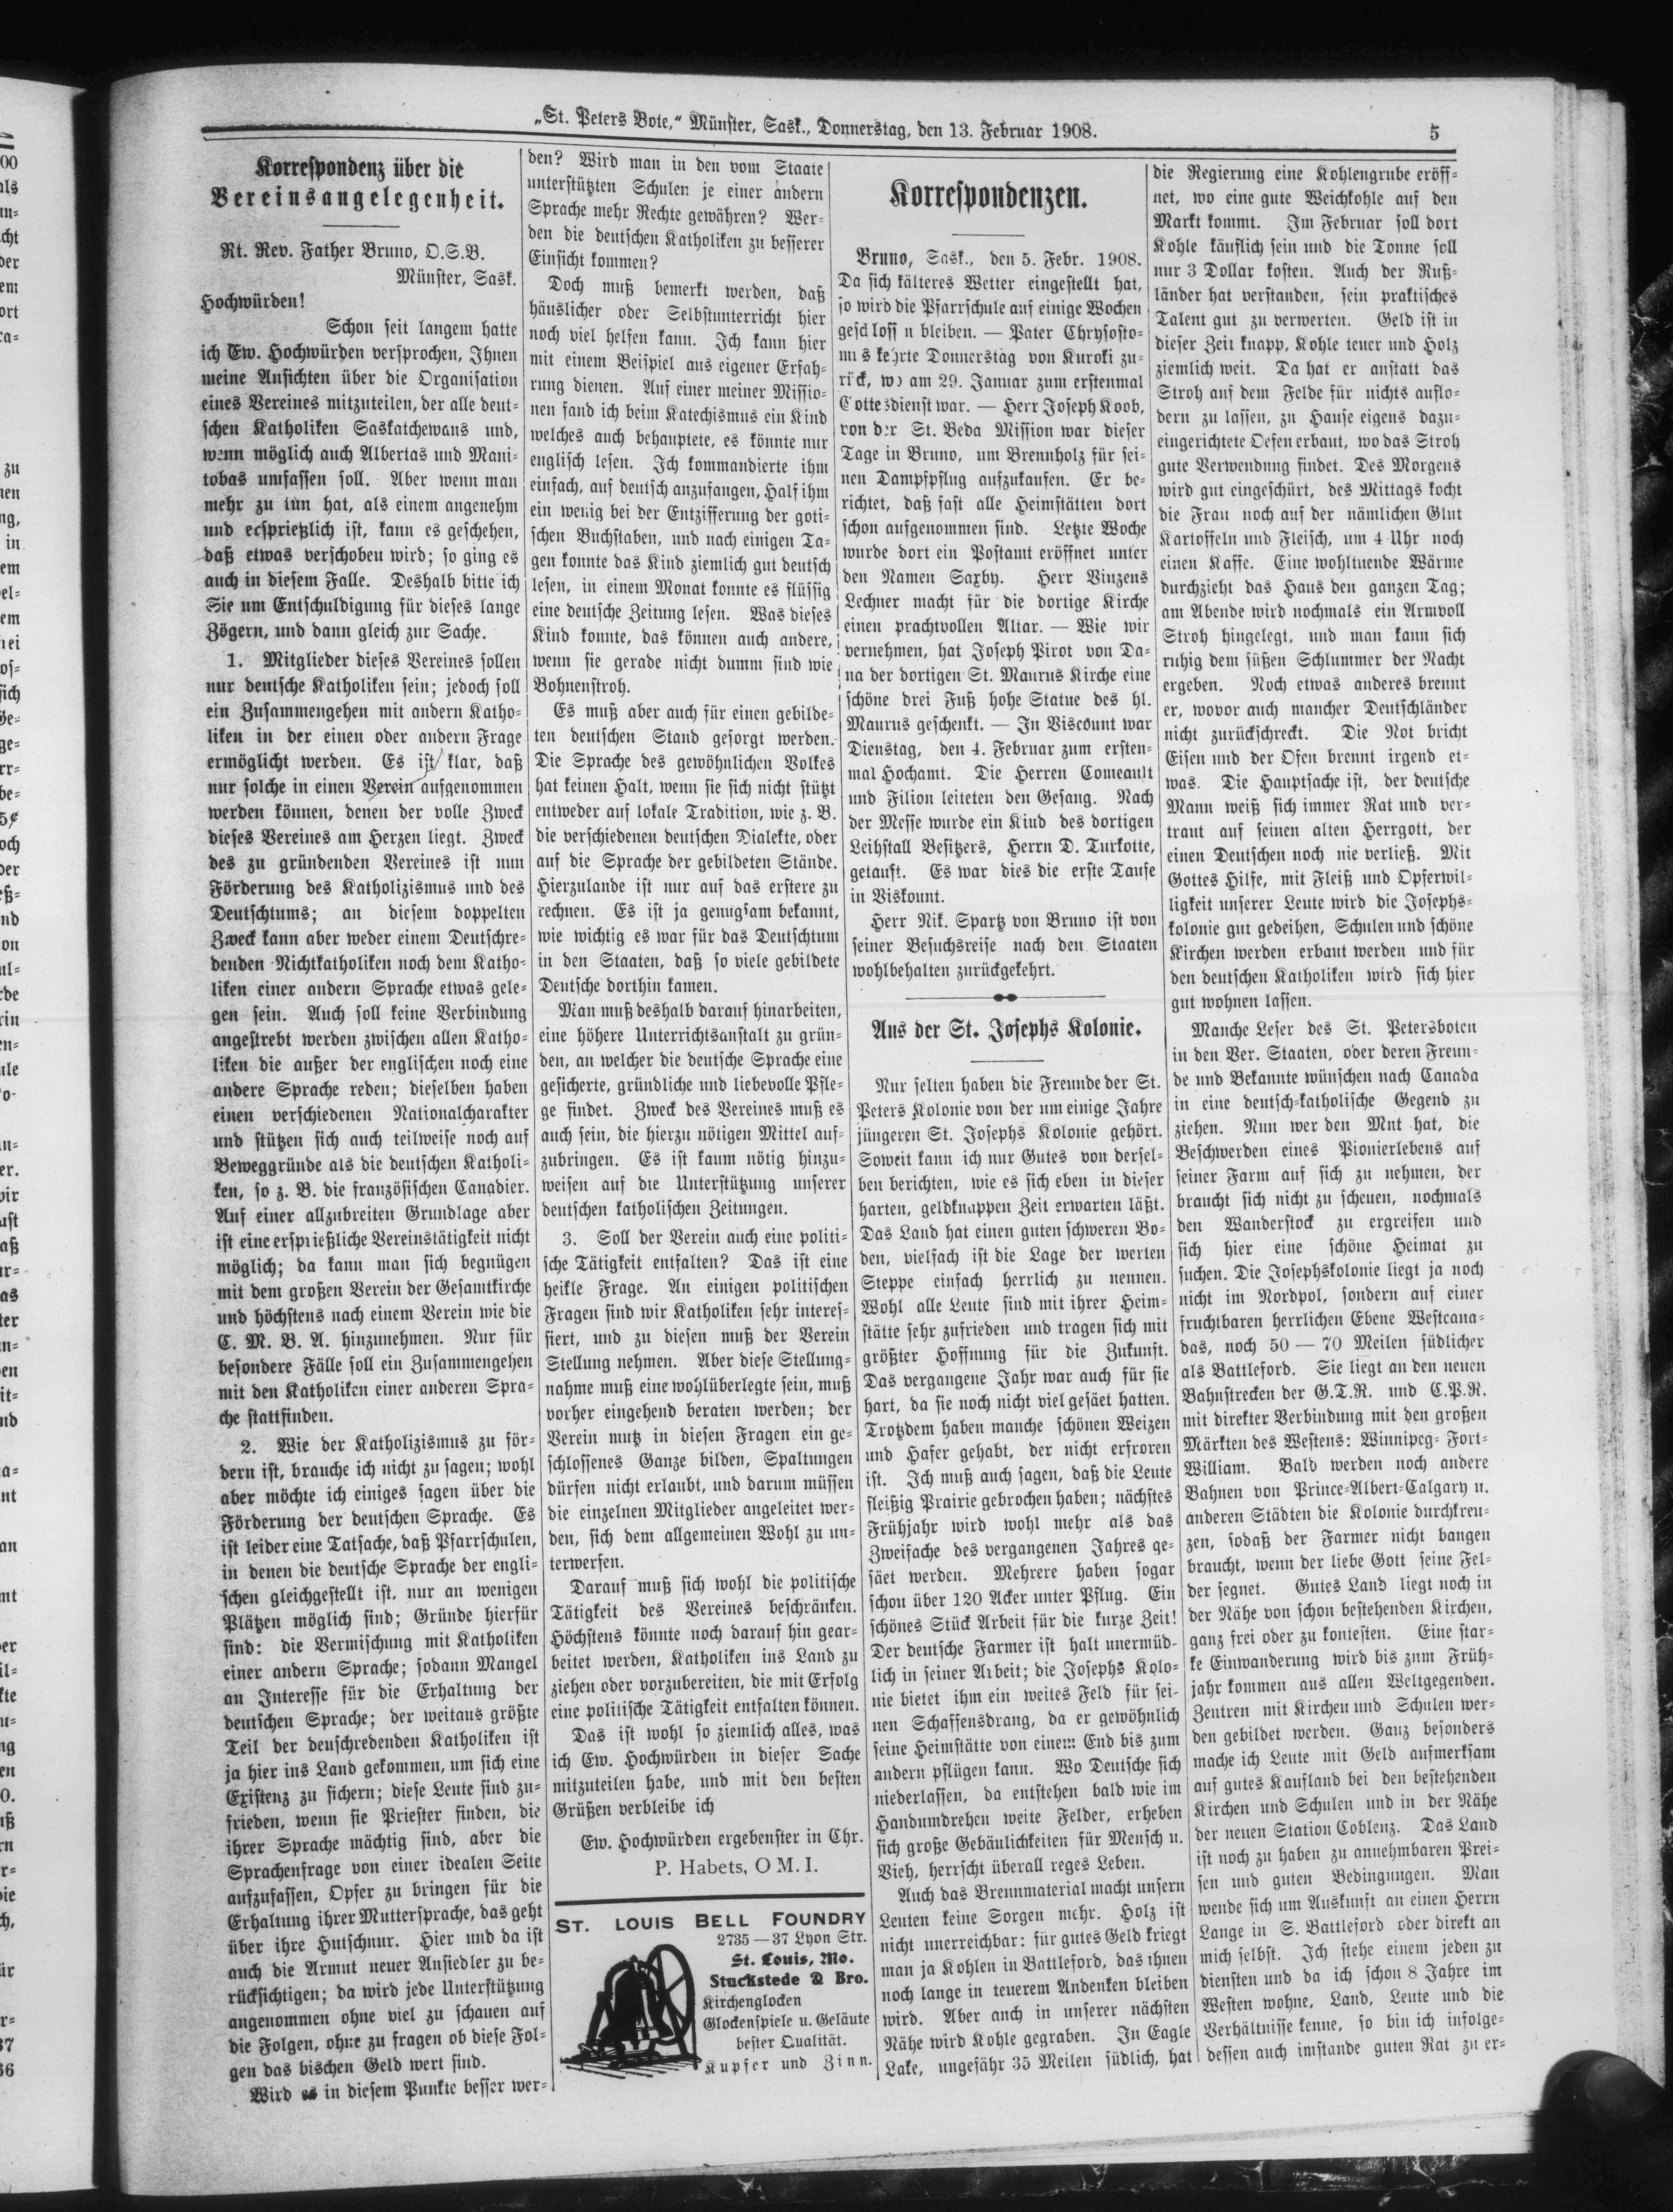 „St. Peters Bote,“ Münster, Sask., Donnerstag, den 13. Februar 1908.
5
Korrespondenz über die
Vereinsangelegenheit.
Rt. Rev. Father Bruno, O.S.B.
Münster, Sask.
Hochwürden!
Schon seit langem hatte
ich Ew. Hochwürden versprochen, Ihnen
meine Ansichten über die Organisation
eines Vereines mitzuteilen, der alle deut-
schen Katholiken Saskatchewans und,
wenn möglich auch Albertas und Mani-
tobas umfassen soll. Aber wenn man
mehr zu tun hat, als einem angenehm
und ersprießlich ist, kann es geschehen,
daß etwas verschoben wird; so ging es
auch in diesem Falle. Deshalb bitte ich
Sie um Entschuldigung für dieses lange
Zögern, und dann gleich zur Sache.
1. Mitglieder dieses Vereines sollen
nur deutsche Katholiken sein; jedoch soll
ein Zusammengehen mit andern Katho-
liken in der einen oder andern Frage
ermöglicht werden. Es ist klar, daß
nur solche in einen Verein aufgenommen
werden können, denen der volle Zweck
dieses Vereines am Herzen liegt. Zweck
des zu gründenden Vereines ist nun
Förderung des Katholizismus und des
Deutschtums; an diesem doppelten
Zweck kann aber weder einem Deutschre-
denden Nichtkatholiken noch dem Katho-
liken einer andern Sprache etwas gele-
gen sein. Auch soll keine Verbindung
angestrebt werden zwischen allen Katho-
liken die außer der englischen noch eine
andere Sprache reden; dieselben haben
einen verschiedenen Nationalcharakter
und stützen sich auch teilweise noch auf
Beweggründe als die deutschen Katholi-
ken, so z. B. die französischen Canadier.
Auf einer allzubreiten Grundlage aber
ist eine ersprießliche Vereinstätigkeit nicht
möglich; da kann man sich begnügen
mit dem großen Verein der Gesamtkirche
und höchstens nach einem Verein wie die
C. M. B. A. hinzunehmen. Nur für
besondere Fälle soll ein Zusammengehen
mit den Katholiken einer anderen Spra-
che stattfinden.
2. Wie der Katholizismus zu för-
dern ist, brauche ich nicht zu sagen; wohl
aber möchte ich einiges sagen über die
Förderung der deutschen Sprache. Es
ist leider eine Tatsache, daß Pfarrschulen,
in denen die deutsche Sprache der engli-
schen gleichgestellt ist, nur an wenigen
Plätzen möglich sind; Gründe hierfür
sind: die Vermischung mit Katholiken
einer andern Sprache; sodann Mangel
an Interesse für die Erhaltung der
deutschen Sprache; der weitaus größte
Teil der deuschredenden Katholiken ist
ja hier ins Land gekommen, um sich eine
Existenz zu sichern; diese Leute sind zu-
frieden, wenn sie Priester finden, die
ihrer Sprache mächtig sind, aber die
Sprachenfrage von einer idealen Seite
aufzufassen, Opfer zu bringen für die
Erhaltung ihrer Muttersprache, das geht
über ihre Hutschnur. Hier und da ist
auch die Armut neuer Ansiedler zu be-
rücksichtigen; da wird jede Unterstützung
angenommen ohne viel zu schauen auf
die Folgen, ohne zu fragen ob diese Fol-
gen das bischen Geld wert sind.
Wird es in diesem Punkte besser wer-
den? Wird man in den vom Staate
unterstützten Schulen je einer andern
Sprache mehr Rechte gewähren? Wer-
den die deutschen Katholiken zu besserer
Einsicht kommen?
Doch muß bemerkt werden, daß
häuslicher oder Selbstunterricht hier
noch viel helfen kann. Ich kann hier
mit einem Beispiel aus eigener Erfah-
rung dienen. Auf einer meiner Missio-
nen fand ich beim Katechismus ein Kind
welches auch behauptete, es könnte nur
englisch lesen. Ich kommandierte ihm
einfach, auf deutsch anzufangen, Half ihm
ein wenig bei der Entzifferung der goti-
schen Buchstaben, und nach einigen Ta-
gen konnte das Kind ziemlich gut deutsch
lesen, in einem Monat konnte es flüssig
eine deutsche Zeitung lesen. Was dieses
Kind konnte, das können auch andere,
wenn sie gerade nicht dumm sind wie
Bohnenstroh.
Es muß aber auch für einen gebilde-
ten deutschen Stand gesorgt werden.
Die Sprache des gewöhnlichen Volkes
hat keinen Halt, wenn sie sich nicht stützt
entweder auf lokale Tradition, wie z. B.
die verschiedenen deutschen Dialekte, oder
auf die Sprache der gebildeten Stände.
Hierzulande ist nur auf das erstere zu
rechnen. Es ist ja genugsam bekannt,
wie wichtig es war für das Deutschtum
in den Staaten, daß so viele gebildete
Deutsche dorthin kamen.
Man muß deshalb darauf hinarbeiten,
eine höhere Unterrichtsanstalt zu grün-
den, an welcher die deutsche Sprache eine
gesicherte, gründliche und liebevolle Pfle-
ge findet. Zweck des Vereines muß es
auch sein, die hierzu nötigen Mittel auf-
zubringen. Es ist kaum nötig hinzu-
weisen auf die Unterstützung unserer
deutschen katholischen Zeitungen.
3. Soll der Verein auch eine politi-
sche Tätigkeit entfalten? Das ist eine
heikle Frage. An einigen politischen
Fragen sind wir Katholiken sehr interes-
siert, und zu diesen muß der Verein
Stellung nehmen. Aber diese Stellung-
nahme muß eine wohlüberlegte sein, muß
vorher eingehend beraten werden; der
Verein mutz in diesen Fragen ein ge-
schlossenes Ganze bilden, Spaltungen
dürfen nicht erlaubt, und darum müssen
die einzelnen Mitglieder angeleitet wer-
den, sich dem allgemeinen Wohl zu un-
terwerfen.
Darauf muß sich wohl die politische
Tätigkeit des Vereines beschränken.
Höchstens könnte noch darauf hin gear-
beitet werden, Katholiken ins Land zu
ziehen oder vorzubereiten, die mit Erfolg
eine politische Tätigkeit entfalten können.
Das ist wohl so ziemlich alles, was
ich Ew. Hochwürden in dieser Sache
mitzuteilen habe, und mit den besten
Grüßen verbleibe ich
Ew. Hochwürden ergebenster in Chr.
P. Habets, O M. I.
ST. LOUIS BELL FOUNDRY
2735—37 Lyon Str.
St. Louis, Mo.
Stuckstede & Bro.
Kirchenglocken
Glockenspiele u. Geläute
bester Qualität.
Kupfer und Zinn.
Korrespondenzen.
Bruno, Sask., den 5. Febr. 1908.
Da sich kälteres Wetter eingestellt hat,
so wird die Pfarrschule auf einige Wochen
geschlossen bleiben. — Pater Chrysosto-
mus kehrte Donnerstag von Kuroki zu-
rück, wo am 29. Januar zum erstenmal
Gottesdienst war. — Herr Joseph Koob,
von der St. Beda Mission war dieser
Tage in Bruno, um Brennholz für sei-
nen Dampfpflug aufzukaufen. Er be-
richtet, daß fast alle Heimstätten dort
schon aufgenommen sind. Letzte Woche
wurde dort ein Postamt eröffnet unter
den Namen Saxby. Herr Vinzens
Lechner macht für die dortige Kirche
einen prachtvollen Altar. — Wie wir
vernehmen, hat Joseph Pirot von Da-
na der dortigen St. Maurus Kirche eine
schöne drei Fuß hohe Statue des hl.
Maurus geschenkt. — In Viscount war
Dienstag, den 4. Februar zum ersten-
mal Hochamt. Die Herren Comeault
und Filion leiteten den Gesang. Nach
der Messe wurde ein Kind des dortigen
Leihstall Besitzers, Herrn D. Turkotte,
getauft. Es war dies die erste Taufe
in Viskount.
Herr Nik. Spartz von Bruno ist von
seiner Besuchsreise nach den Staaten
wohlbehalten zurückgekehrt.
Aus der St. Josephs Kolonie.
Nur selten haben die Freunde der St.
Peters Kolonie von der um einige Jahre
jüngeren St. Josephs Kolonie gehört.
Soweit kann ich nur Gutes von dersel-
ben berichten, wie es sich eben in dieser
harten, geldknappen Zeit erwarten läßt.
Das Land hat einen guten schweren Bo-
den, vielfach ist die Lage der werten
Steppe einfach herrlich zu nennen.
Wohl alle Leute sind mit ihrer Heim-
stätte sehr zufrieden und tragen sich mit
größter Hoffnung für die Zukunft.
Das vergangene Jahr war auch für sie
hart, da sie noch nicht viel gesäet hatten.
Trotzdem haben manche schönen Weizen
und Hafer gehabt, der nicht erfroren
ist. Ich muß auch sagen, daß die Leute
fleißig Prairie gebrochen haben; nächstes
Frühjahr wird wohl mehr als das
Zweifache des vergangenen Jahres ge-
säet werden. Mehrere haben sogar
schon über 120 Acker unter Pflug. Ein
schönes Stück Arbeit für die kurze Zeit!
Der deutsche Farmer ist halt unermüd-
lich in seiner Arbeit; die Josephs Kolo-
nie bietet ihm ein weites Feld für sei-
nen Schaffensdrang, da er gewöhnlich
seine Heimstätte von einem End bis zum
andern pflügen kann. Wo Deutsche sich
niederlassen, da entstehen bald wie im
Handumdrehen weite Felder, erheben
sich große Gebäulichkeiten für Mensch u.
Vieh, herrscht überall reges Leben.
Auch das Brennmaterial macht unsern
Leuten keine Sorgen mehr. Holz ist
nicht unerreichbar: für gutes Geld kriegt
man ja Kohlen in Battleford, das ihnen
noch lange in teuerem Andenken bleiben
wird. Aber auch in unserer nächsten
Nähe wird Kohle gegraben. In Eagle
Lake, ungefähr 35 Meilen südlich, hat
die Regierung eine Kohlengrube eröff-
net, wo eine gute Weichkohle auf den
Markt kommt. Im Februar soll dort
Kohle käuflich sein und die Tonne soll
nur 3 Dollar kosten. Auch der Ruß-
länder hat verstanden, sein praktisches
Talent gut zu verwerten. Geld ist in
dieser Zeit knapp, Kohle teuer und Holz
ziemlich weit. Da hat er anstatt das
Stroh auf dem Felde für nichts auflo-
dern zu lassen, zu Hause eigens dazu-
eingerichtete Oefen erbaut, wo das Stroh
gute Verwendung findet. Des Morgens
wird gut eingeschürt, des Mittags kocht
die Frau noch auf der nämlichen Glut
Kartoffeln und Fleisch, um 4 Uhr noch
einen Kaffe. Eine wohltuende Wärme
durchzieht das Haus den ganzen Tag;
am Abende wird nochmals ein Armvoll
Stroh hingelegt, und man kann sich
ruhig dem süßen Schlummer der Nacht
ergeben. Noch etwas anderes brennt
er, wovor auch mancher Deutschländer
nicht zurückschreckt. Die Not bricht
Eisen und der Ofen brennt irgend et-
was. Die Hauptsache ist, der deutsche
Mann weiß sich immer Rat und ver-
traut auf seinen alten Herrgott, der
einen Deutschen noch nie verließ. Mit
Gottes Hilfe, mit Fleiß und Opferwil-
ligkeit unserer Leute wird die Josephs-
kolonie gut gedeihen, Schulen und schöne
Kirchen werden erbaut werden und für
den deutschen Katholiken wird sich hier
gut wohnen lassen.
Manche Leser des St. Petersboten
in den Ver. Staaten, oder deren Freun-
de und Bekannte wünschen nach Canada
in eine deutsch-katholische Gegend zu
ziehen. Nun wer den Mut hat, die
Beschwerden eines Pionierlebens auf
seiner Farm auf sich zu nehmen, der
braucht sich nicht zu scheuen, nochmals
den Wanderstock zu ergreifen und
sich hier eine schöne Heimat zu
suchen. Die Josephskolonie liegt ja noch
nicht im Nordpol, sondern auf einer
fruchtbaren herrlichen Ebene Westcana-
das, noch 50 — 70 Meilen südlicher
als Battleford. Sie liegt an den neuen
Bahnstrecken der G.T.R. und C.P.R.
mit direkter Verbindung mit den großen
Märkten des Westens: Winnipeg- Fort-
William. Bald werden noch andere
Bahnen von Prince-Albert-Calgary u.
anderen Städten die Kolonie durchkreu-
zen, sodaß der Farmer nicht bangen
braucht, wenn der liebe Gott seine Fel-
der segnet. Gutes Land liegt noch in
der Nähe von schon bestehenden Kirchen,
ganz frei oder zu kontesten. Eine star-
ke Einwanderung wird bis zum Früh-
jahr kommen aus allen Weltgegenden.
Zentren mit Kirchen und Schulen wer-
den gebildet werden. Ganz besonders
mache ich Leute mit Geld aufmerksam
auf gutes Kaufland bei den bestehenden
Kirchen und Schulen und in der Nähe
der neuen Station Coblenz. Das Land
ist noch zu haben zu annehmbaren Prei-
sen und guten Bedingungen. Man
wende sich um Auskunft an einen Herrn
Lange in S. Battleford oder direkt an
mich selbst. Ich stehe einem jeden zu
diensten und da ich schon 8 Jahre im
Westen wohne, Land, Leute und die
Verhältnisse kenne, so bin ich infolge-
dessen auch imstande guten Rat zu er-